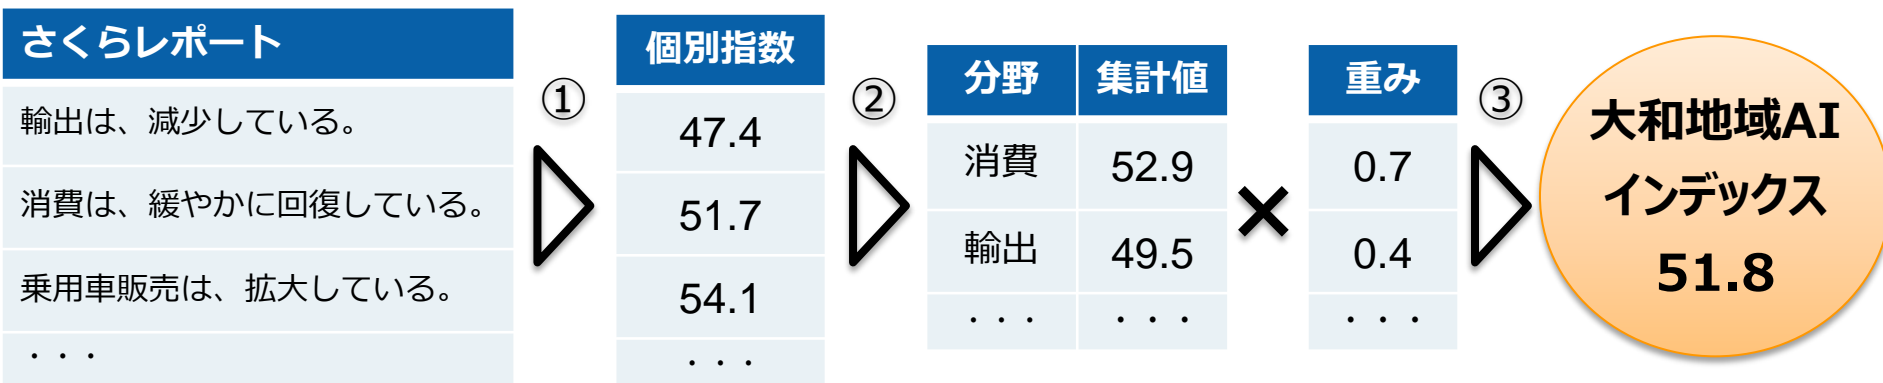 さくらレポート
輸出は、減少している。
消費は、緩やかに回復している。
乗用車販売は、拡大している。
・・・
①
個別指数
47.4
51.7
54.1
・・・
②
分野 集計値
消費 52.9
輸出 49.5
・・・ ・・・
×
重み
0.7
0.4
・・・
③
大和地域AI
インデックス
51.8